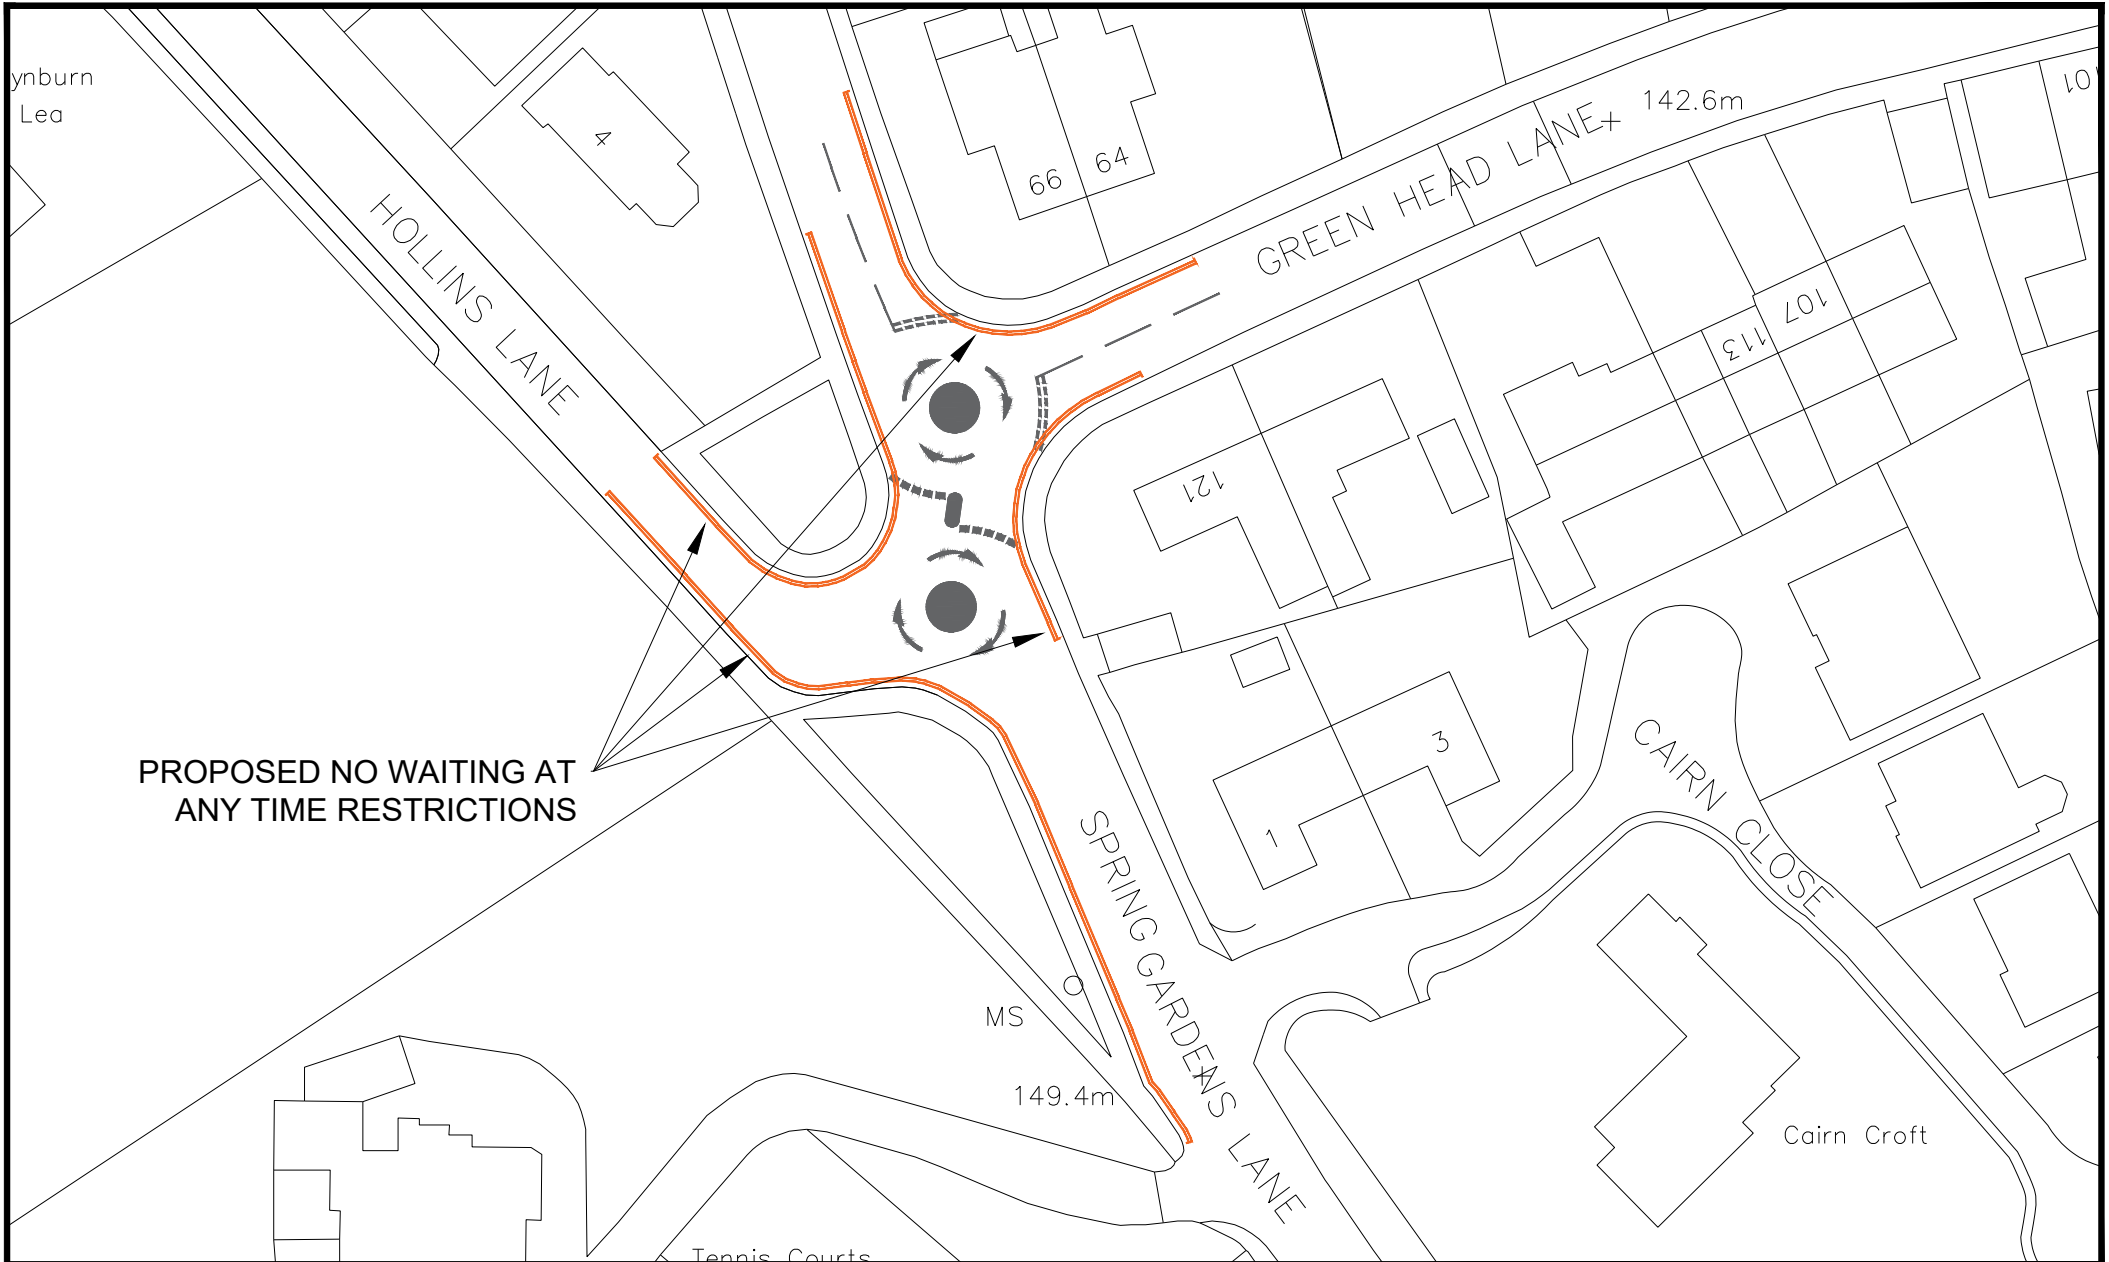 ynburn
Lea
4
HOLLINS LANE
66
64
GREEN HEAD LANE
142.6m
101
107
113
121
PROPOSED NO WAITING AT
ANY TIME RESTRICTIONS
1
3
CAIRN CLOSE
SPRING GARDENS LANE
MS
149.4m
Cairn Croft
Tennis Courts